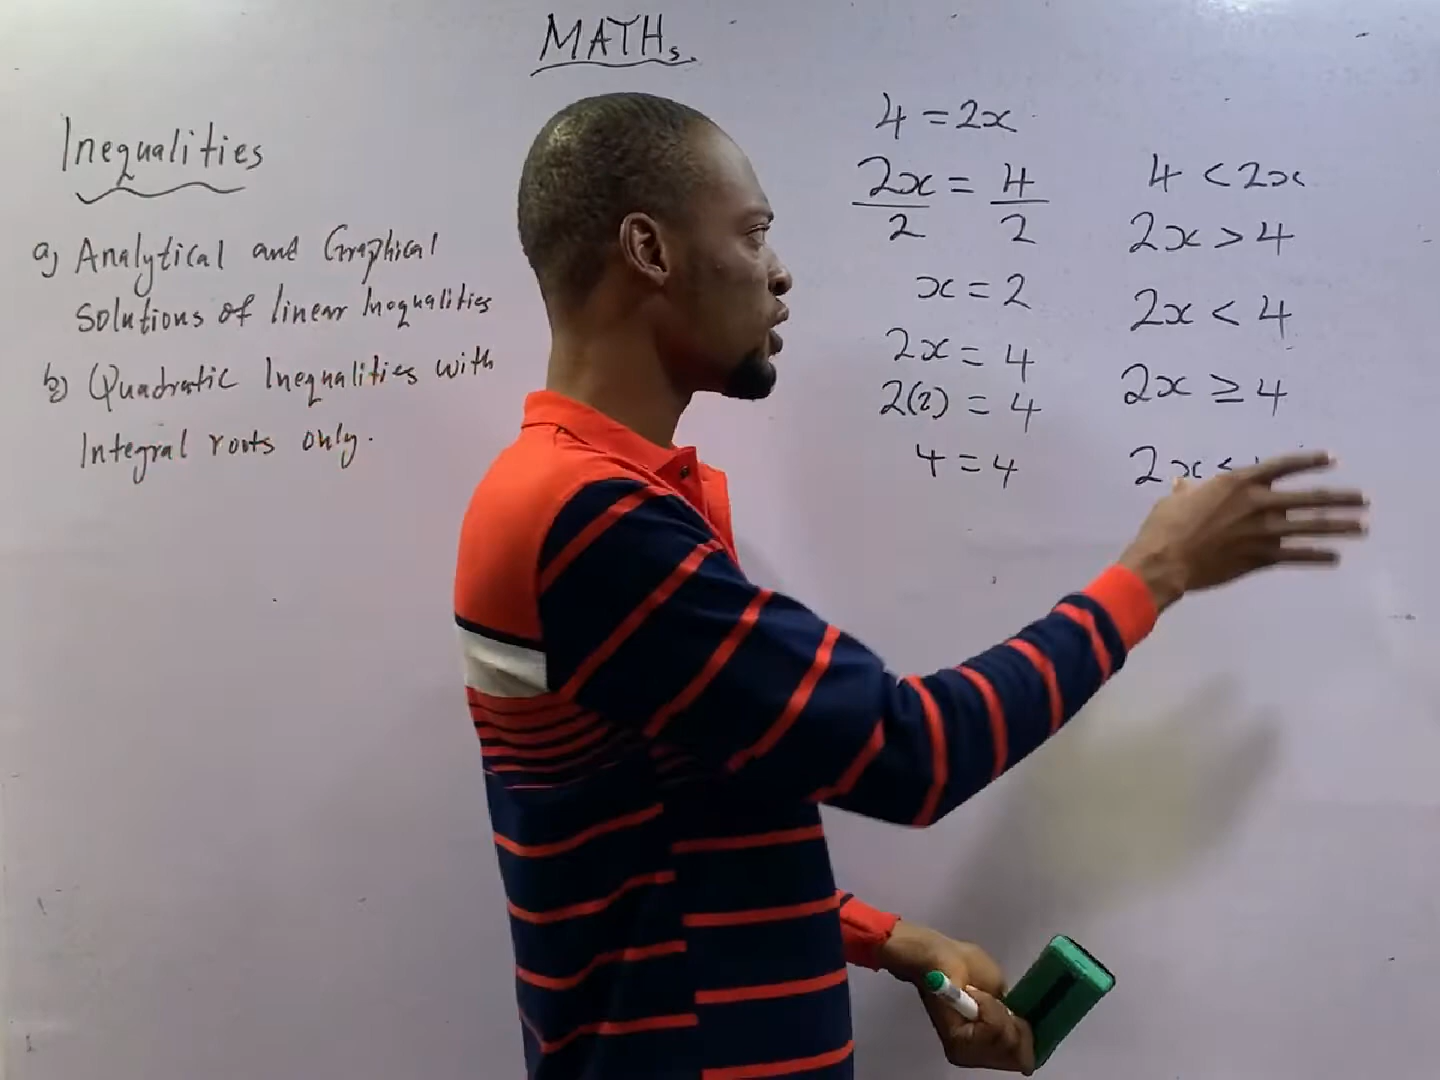 MATHs.
Inequalities
a) Analytical and Graphical
Solutions of linear Inequalities
b) Quadratic Inequalities with
Integral roots only.
4 = 2x
2x/2 = 4/2
x = 2
2x = 4
2(2) = 4
4 = 4
4 < 2x
2x > 4
2x < 4
2x ≥ 4
2x